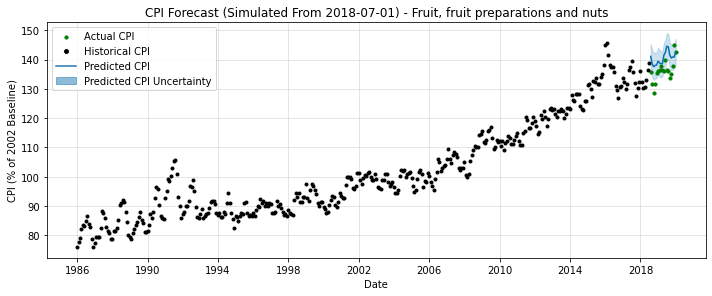 CPI Forecast (Simulated From 2018-07-01) - Fruit, fruit preparations and nuts
Actual CPI
Historical CPI
Predicted CPI
Predicted CPI Uncertainty
CPI (% of 2002 Baseline)
150
140
130
120
110
100
90
80
1986
1990
1994
1998
2002
2006
2010
2014
2018
Date